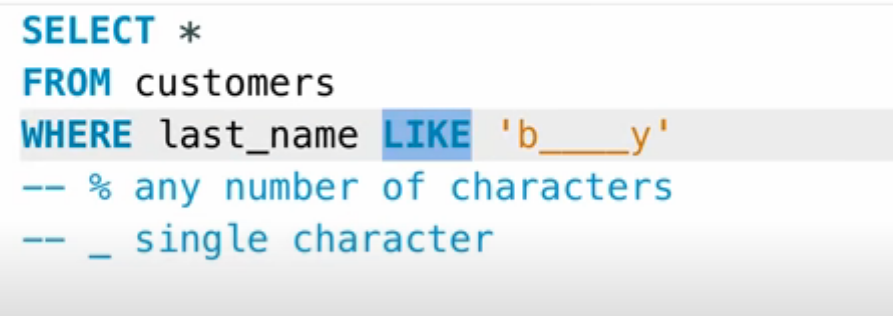 SELECT *
FROM customers
WHERE last_name LIKE 'b____y'
-- % any number of characters
-- _ single character